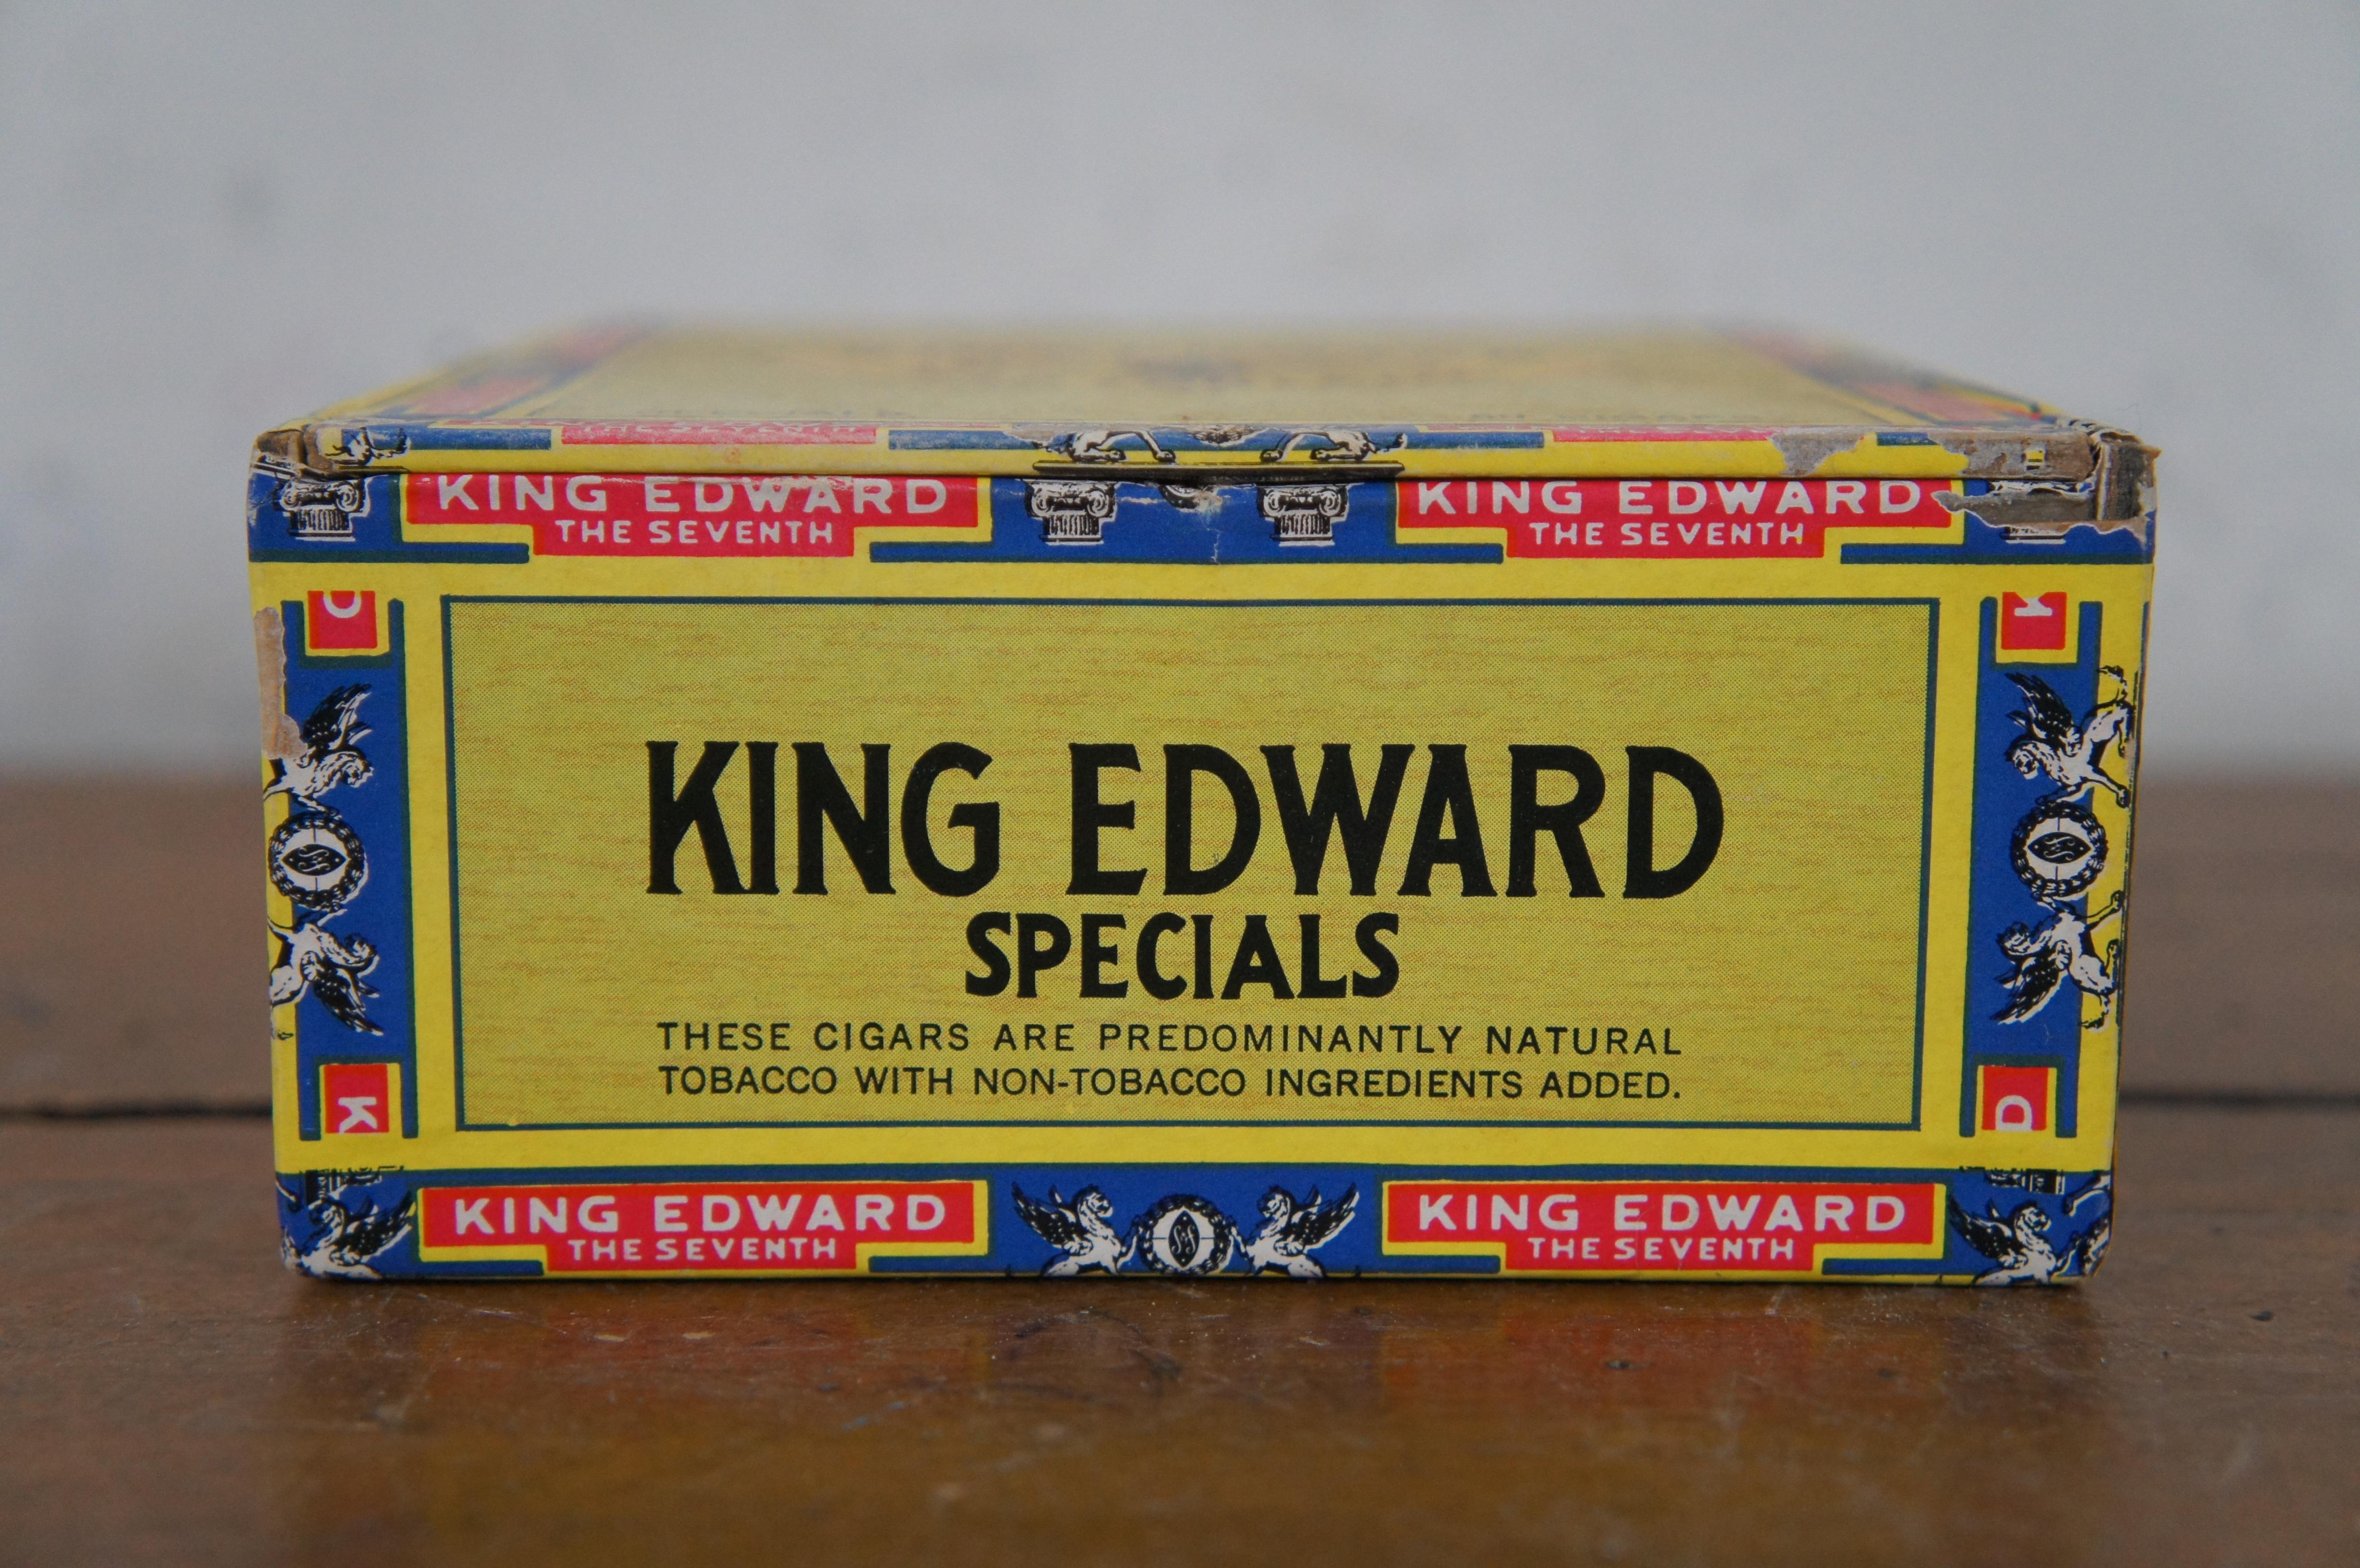 KING EDWARD KING EDWARD
THE SEVENTH THE SEVENTH
D K
KING EDWARD
SPECIALS
THESE CIGARS ARE PREDOMINANTLY NATURAL
TOBACCO WITH NON-TOBACCO INGREDIENTS ADDED.
K D
KING EDWARD KING EDWARD
THE SEVENTH THE SEVENTH